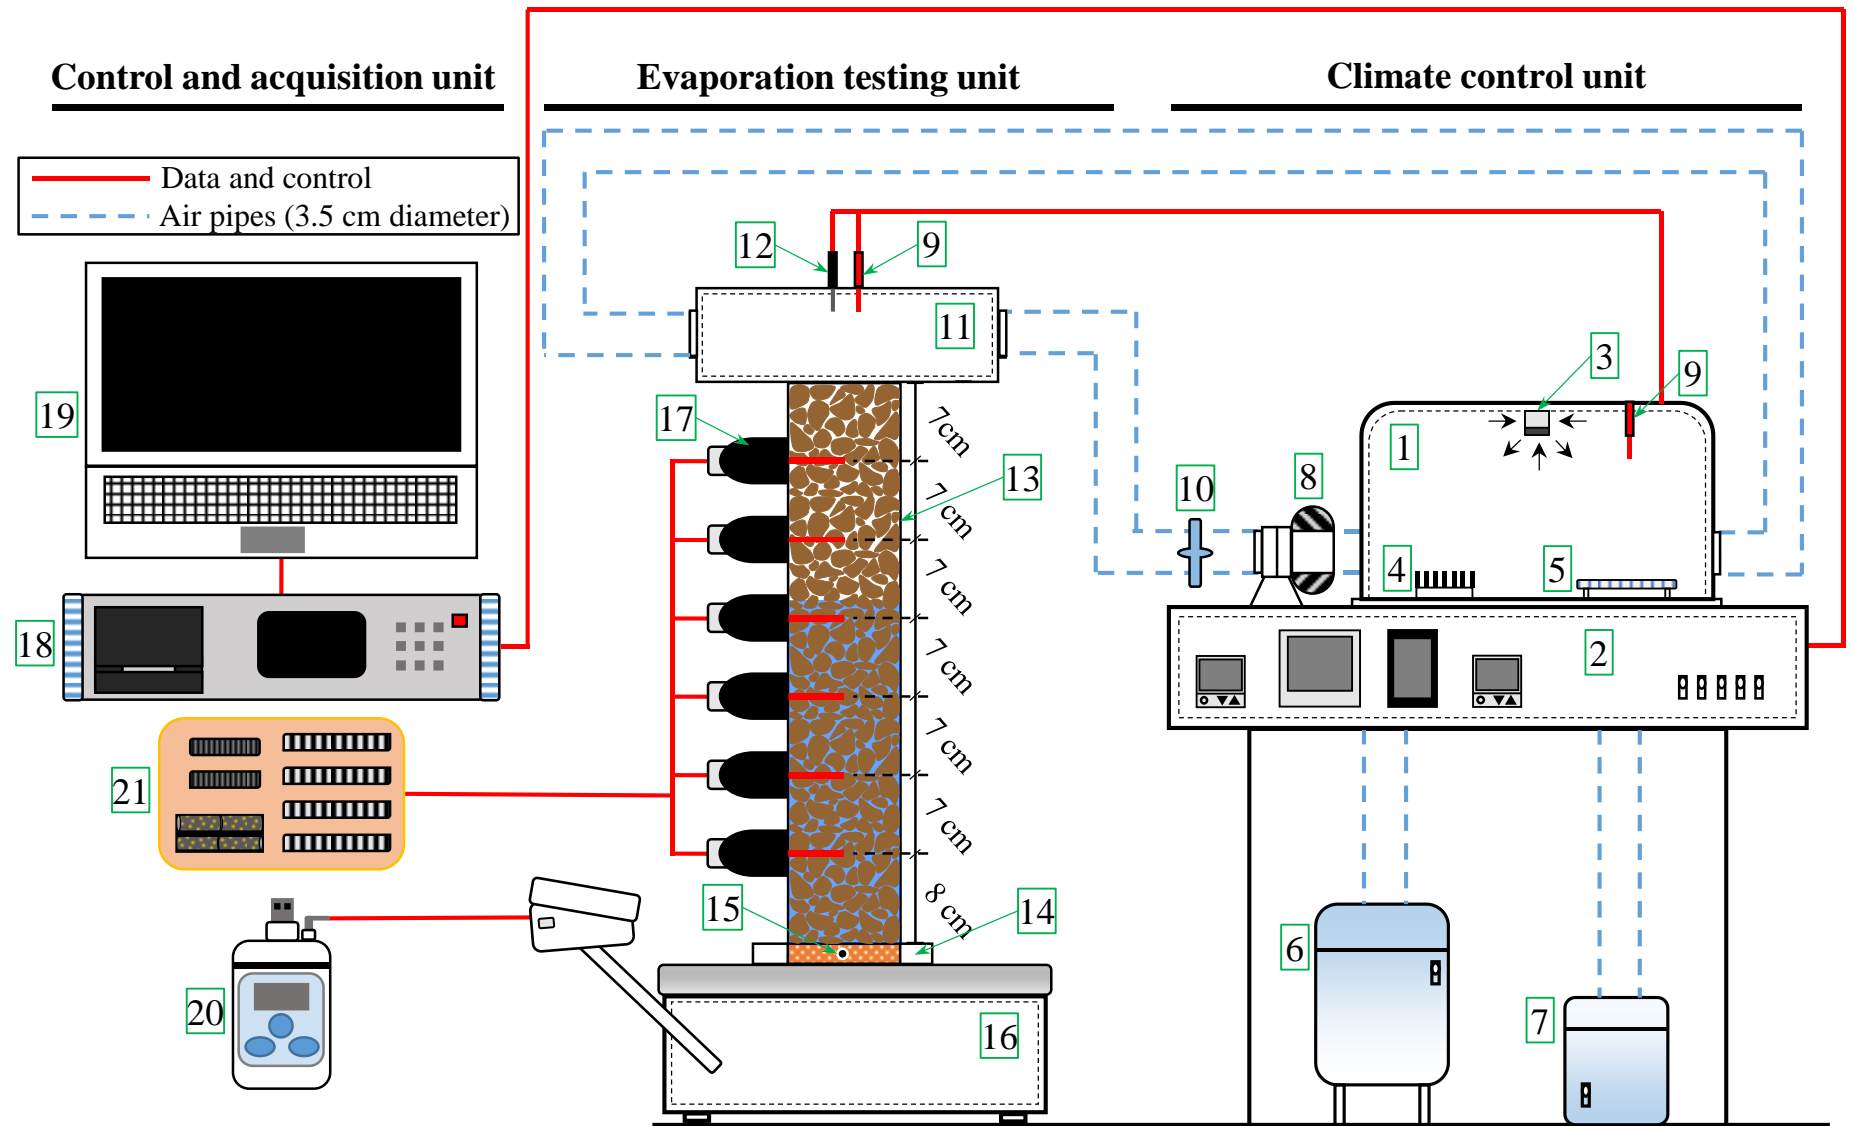 Control and acquisition unit
Evaporation testing unit
Climate control unit
Data and control
Air pipes (3.5 cm diameter)
12
9
11
3
9
19
17
7cm
1
13
10
8
7 cm
4
5
7 cm
18
2
7 cm
21
7 cm
7 cm
15
8 cm
14
6
20
16
7